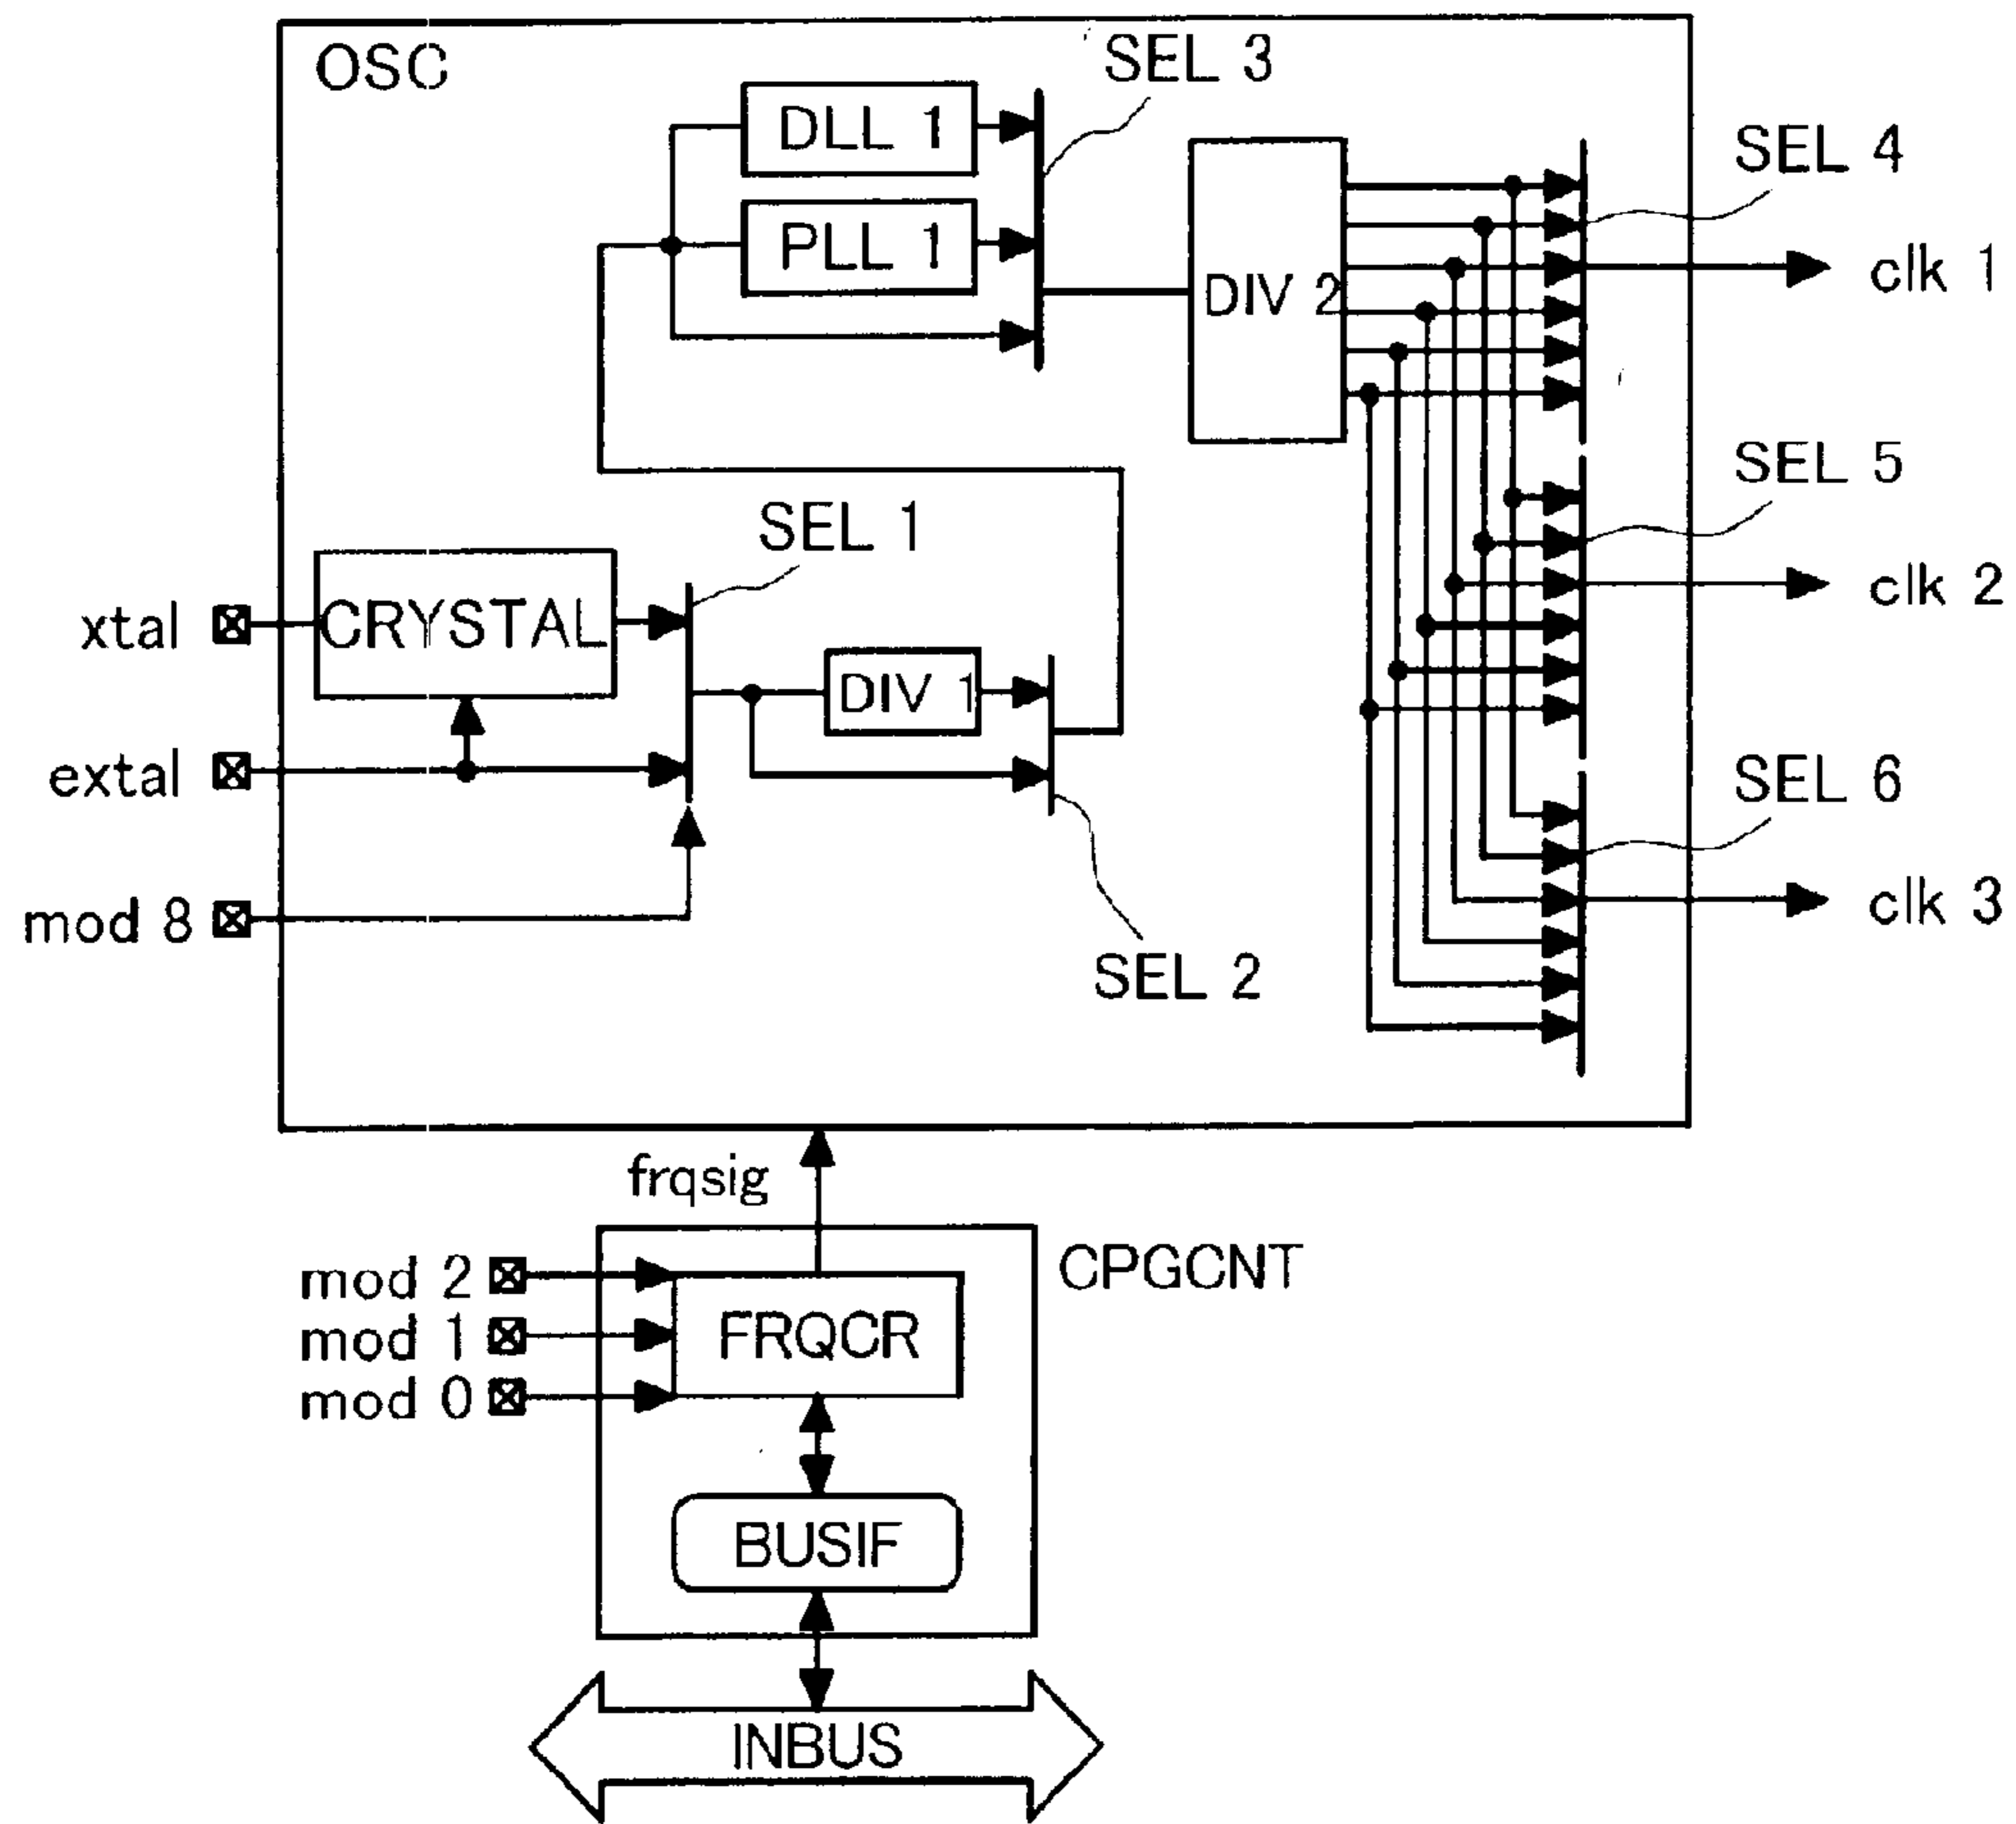 OSC
SEL 3
DLL 1
SEL 4
PLL 1
clk 1
DIV 2
SEL 5
SEL 1
clk 2
xtal
CRYSTAL
DIV 1
extal
SEL 6
mod 8
clk 3
SEL 2
frqsig
CPGCNT
mod 2
FRQCR
mod 1
mod 0
BUSIF
INBUS